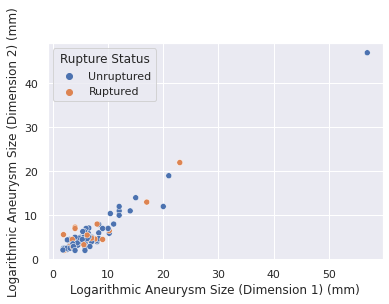 Rupture Status
Unruptured
Ruptured
Logarithmic Aneurysm Size (Dimension 2) (mm)
40
30
20
10
0
0 10 20 30 40 50
Logarithmic Aneurysm Size (Dimension 1) (mm)